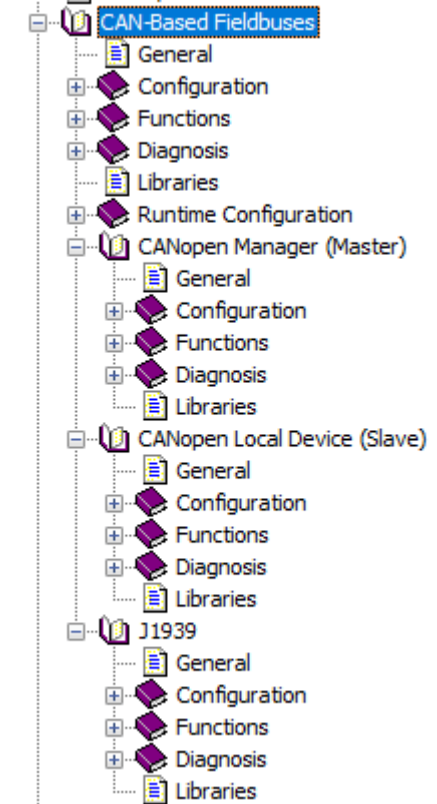 CAN-Based Fieldbuses
General
Configuration
Functions
Diagnosis
Libraries
Runtime Configuration
CANopen Manager (Master)
General
Configuration
Functions
Diagnosis
Libraries
CANopen Local Device (Slave)
General
Configuration
Functions
Diagnosis
Libraries
J1939
General
Configuration
Functions
Diagnosis
Libraries